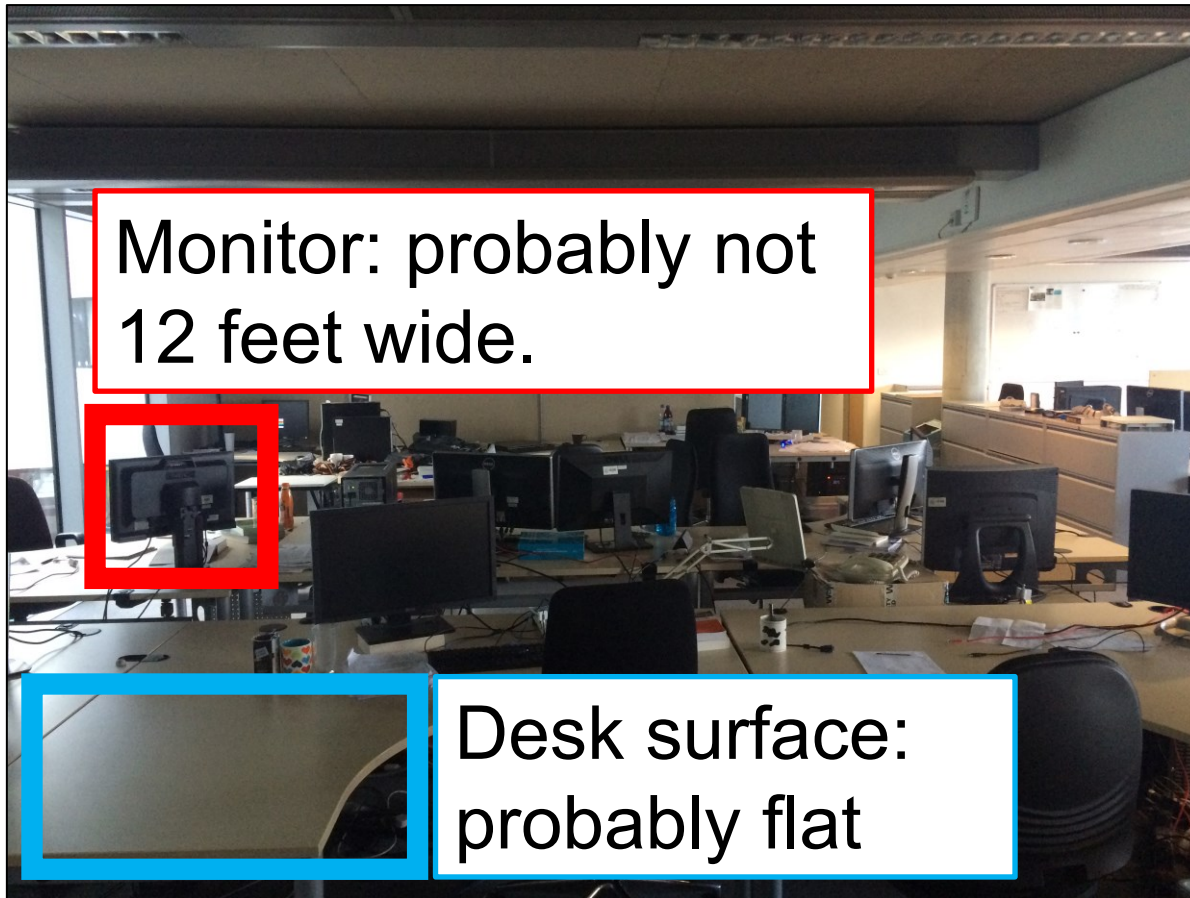 Monitor: probably not
12 feet wide.
Desk surface:
probably flat